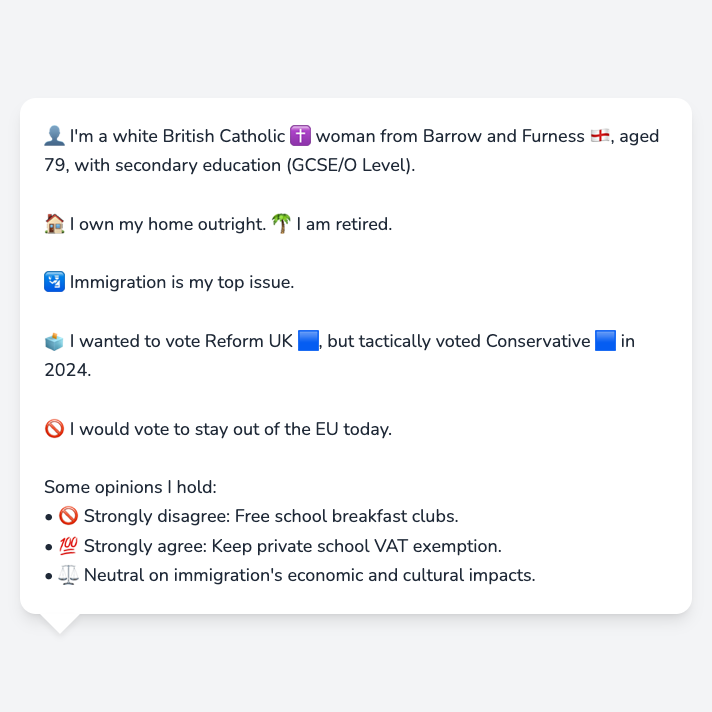 👤 I'm a white British Catholic ✝️ woman from Barrow and Furness 🏴󠁧󠁢󠁥󠁮󠁧󠁿, aged
79, with secondary education (GCSE/O Level).
🏠 I own my home outright. 🌴 I am retired.
🛂 Immigration is my top issue.
🗳️ I wanted to vote Reform UK 🟦, but tactically voted Conservative 🟦 in
2024.
🚫 I would vote to stay out of the EU today.
Some opinions I hold:
• 🚫 Strongly disagree: Free school breakfast clubs.
• 💯 Strongly agree: Keep private school VAT exemption.
• ⚖️ Neutral on immigration's economic and cultural impacts.